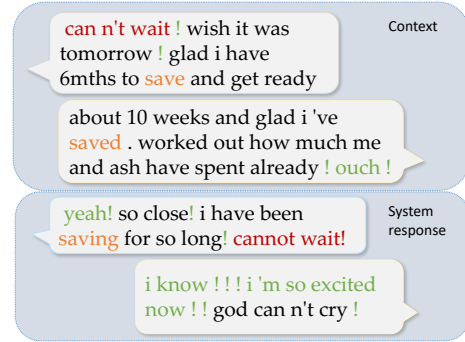 can n't wait ! wish it was
Context
tomorrow ! glad i have
6mths to save and get ready
about 10 weeks and glad i 've
saved . worked out how much me
and ash have spent already ! ouch !
yeah! so close! i have been
System
response
saving for so long! cannot wait!
i know ! ! ! i 'm so excited
now ! ! god can n't cry !